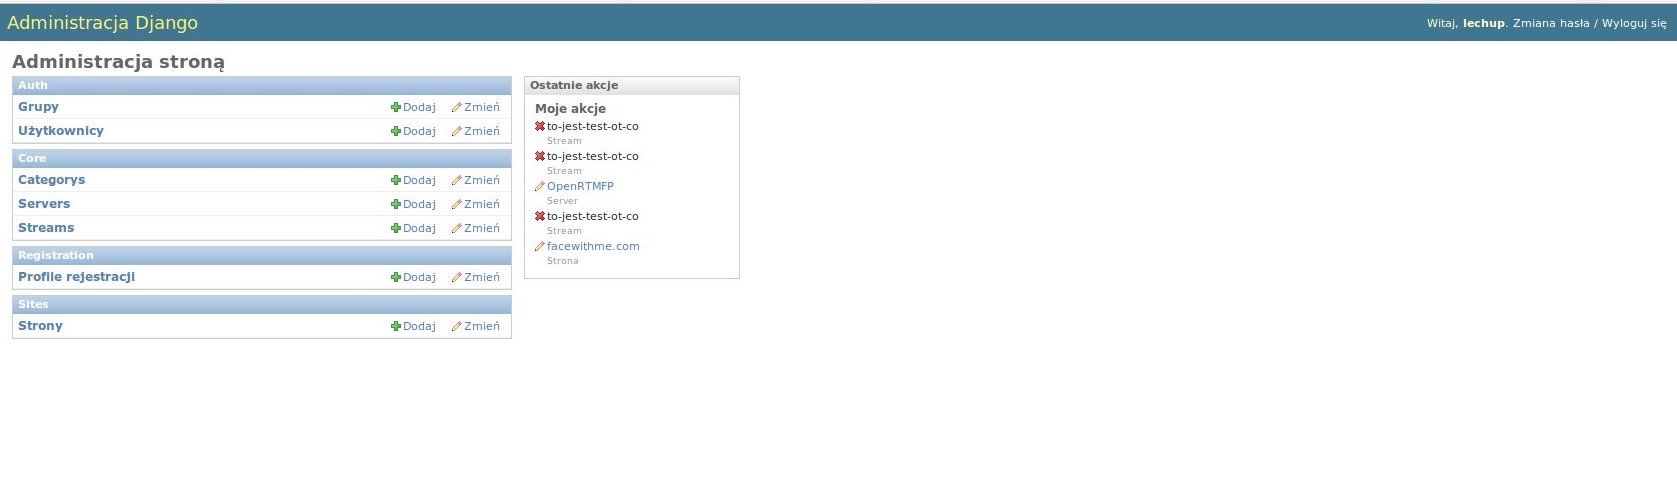 Administracja Django
Witaj, lechup. Zmiana hasła / Wyloguj się
Administracja stroną
Auth
Grupy Dodaj Zmień
Użytkownicy Dodaj Zmień
Core
Categorys Dodaj Zmień
Servers Dodaj Zmień
Streams Dodaj Zmień
Registration
Profile rejestracji Dodaj Zmień
Sites
Strony Dodaj Zmień
Ostatnie akcje
Moje akcje
to-jest-test-ot-co
Stream
to-jest-test-ot-co
Stream
OpenRTMFP
Server
to-jest-test-ot-co
Stream
facewithme.com
Strona